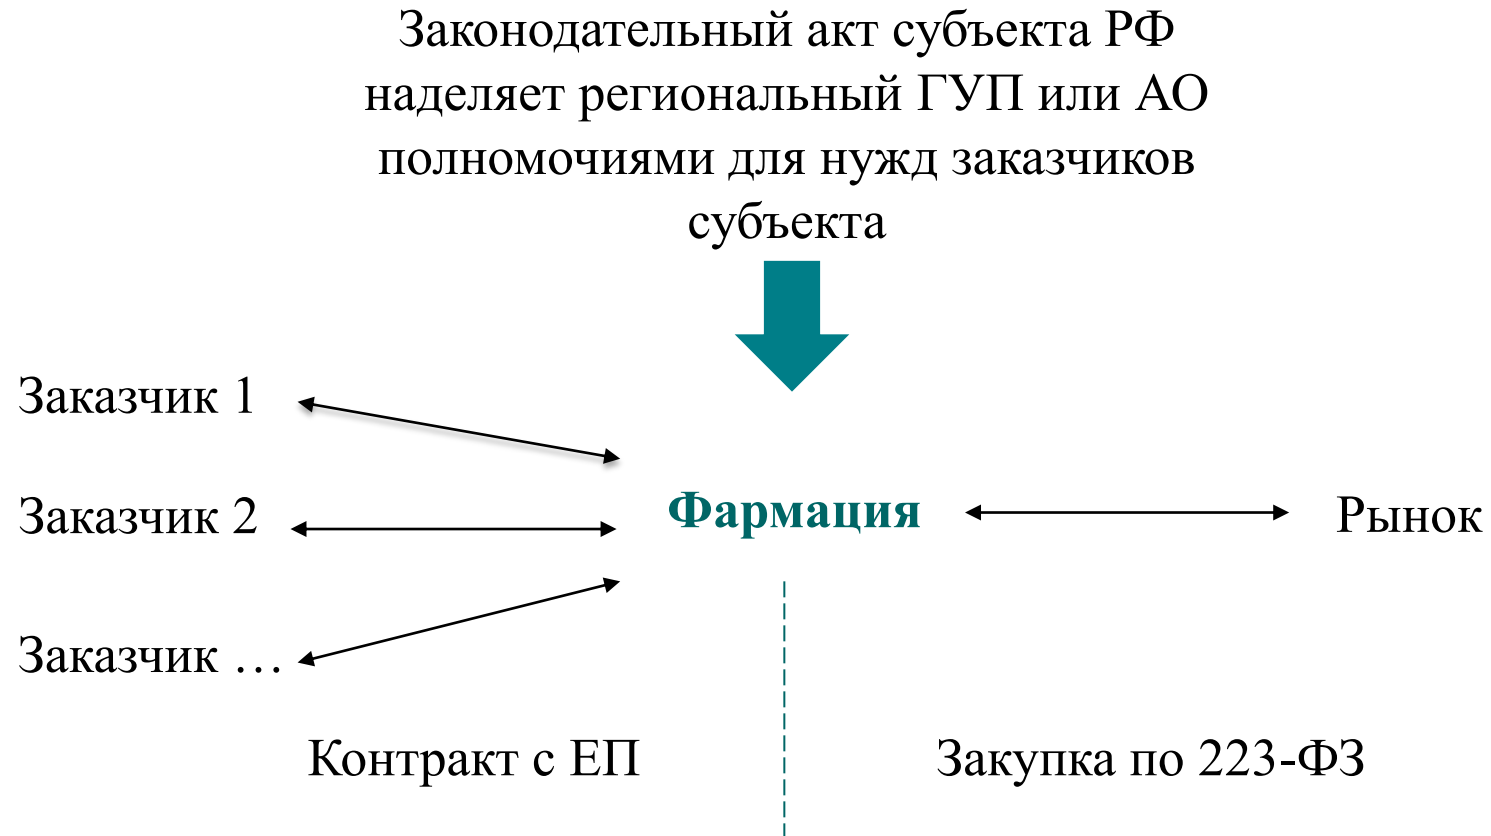 Законодательный акт субъекта РФ
наделяет региональный ГУП или АО
полномочиями для нужд заказчиков
субъекта
Заказчик 1
Заказчик 2
Фармация
Рынок
Заказчик …
Контракт с ЕП
Закупка по 223-ФЗ